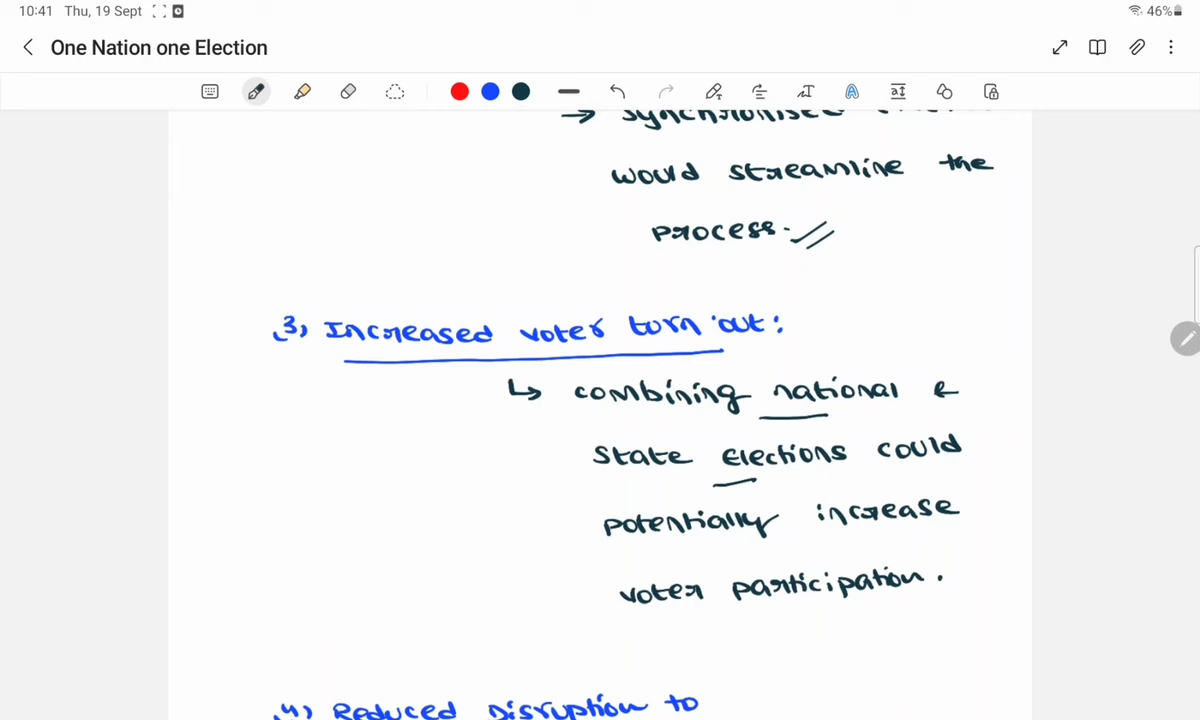 10:41 Thu, 19 Sept
46%
One Nation one Election
→ synchronised
would streamline the
process.
3) Increased voter turn out:
↳ combining national &
state Elections could
potentially increase
voter participation.
4) Reduced Disruption to